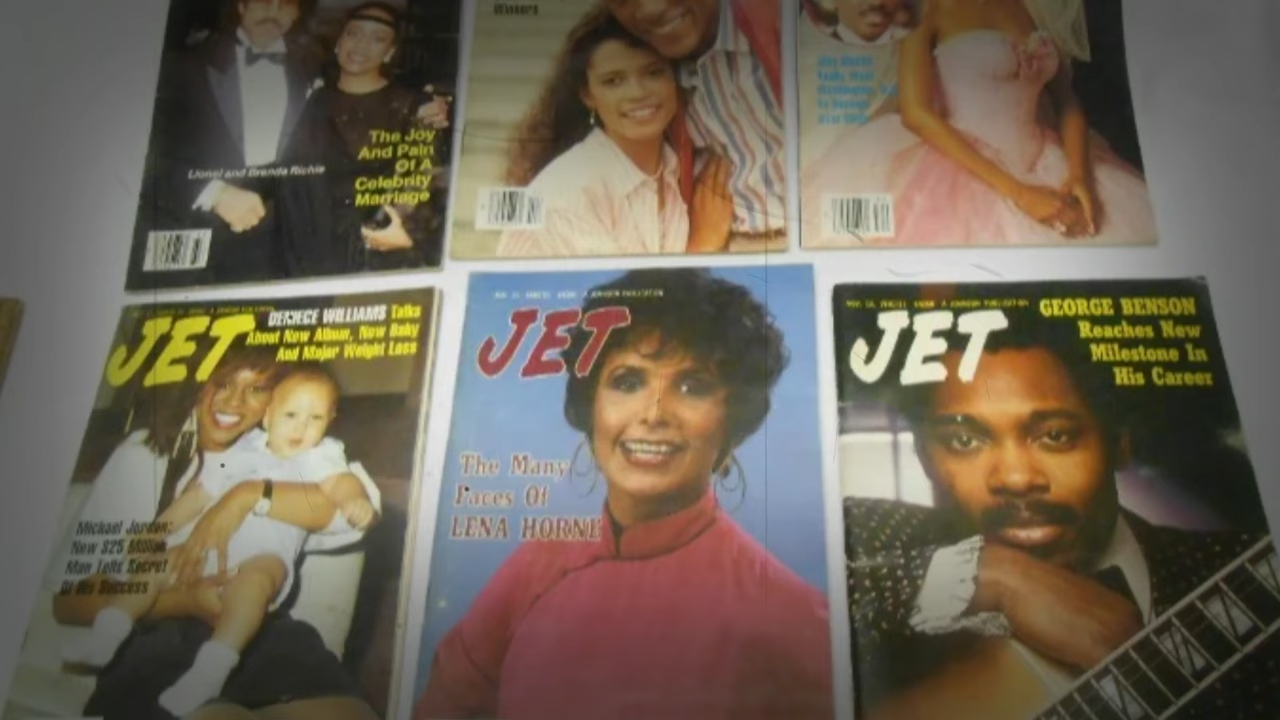 Winners
The Joy
And Pain
Of A
Celebrity
Marriage
Lionel and Brenda Richie
JET
DENIECE WILLIAMS Talks
About New Album, New Baby
And Major Weight Loss
Michael Jordan:
New $25 Million
Man Tells Secret
Of His Success
JET
The Many
Faces Of
LENA HORNE
JET
GEORGE BENSON
Reaches New
Milestone In
His Career